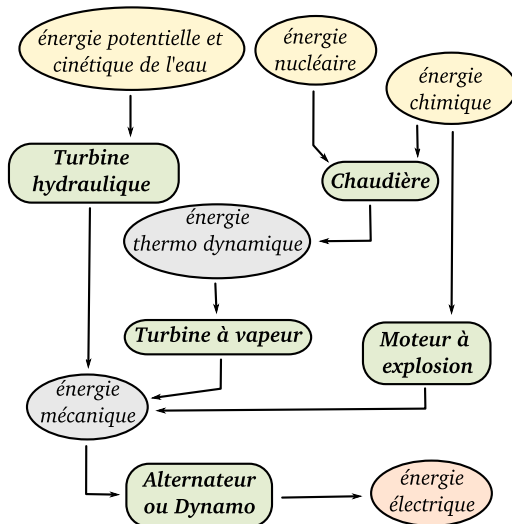 énergie potentielle et
cinétique de l'eau
énergie
nucléaire
énergie
chimique
Turbine
hydraulique
Chaudière
énergie
thermo dynamique
Turbine à vapeur
Moteur à
explosion
énergie
mécanique
Alternateur
ou Dynamo
énergie
électrique